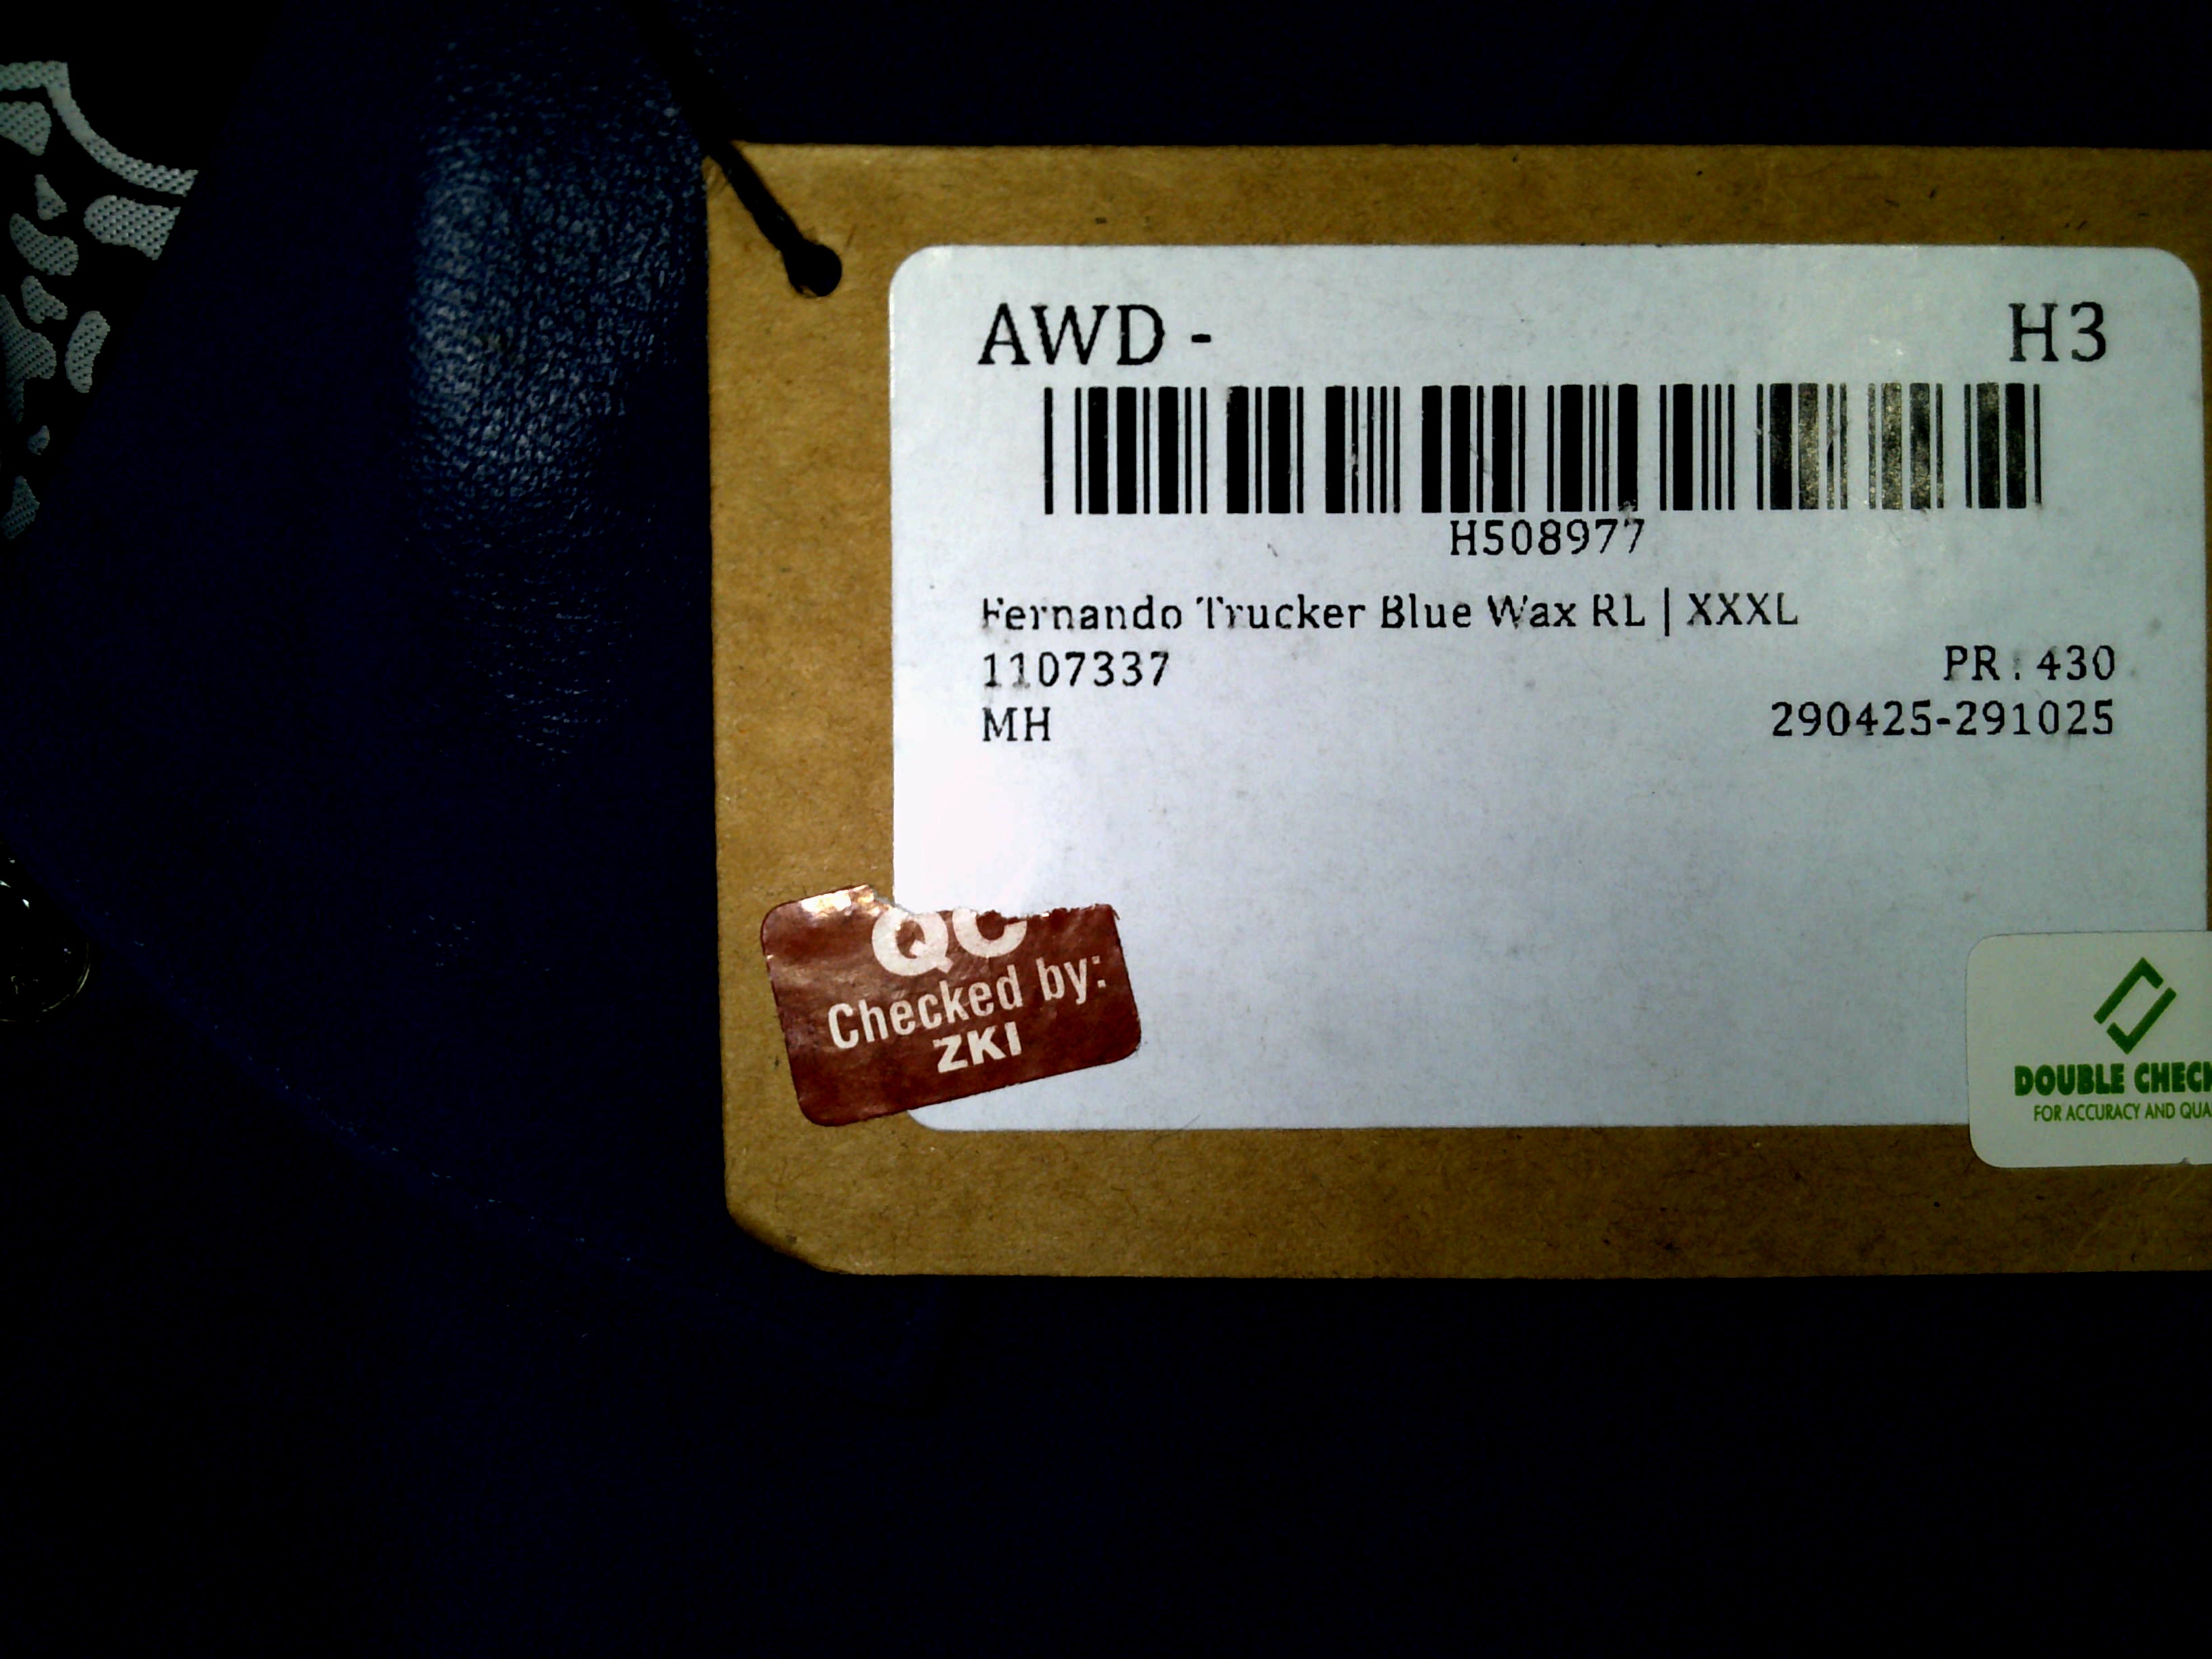 AWD - H3
H508977
Fernando Trucker Blue Wax RL | XXXL
1107337 PR : 430
MH 290425-291025
QC
Checked by:
ZKI
DOUBLE CHECK
FOR ACCURACY AND QUA